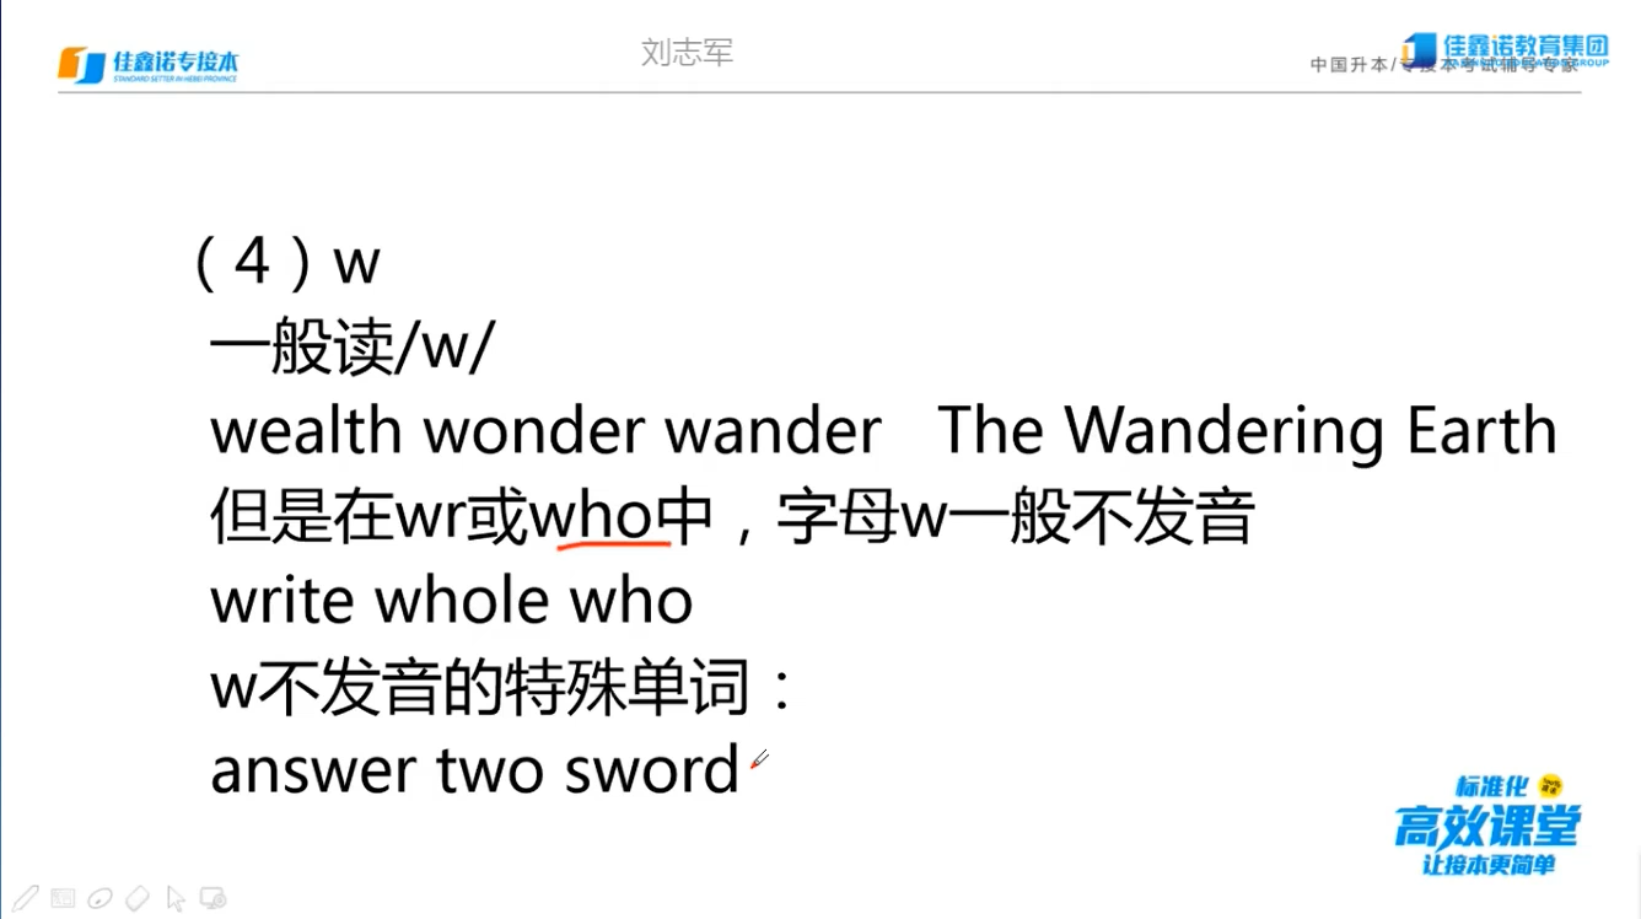 佳鑫诺专接本
STANDARD SETTER IN HEBEI PROVINCE
刘志军
佳鑫诺教育集团
中国升本/专接本考试辅导专家
(4)w
一般读/w/
wealth wonder wander The Wandering Earth
但是在wr或who中，字母w一般不发音
write whole who
w不发音的特殊单词：
answer two sword
标准化
高效课堂
让接本更简单